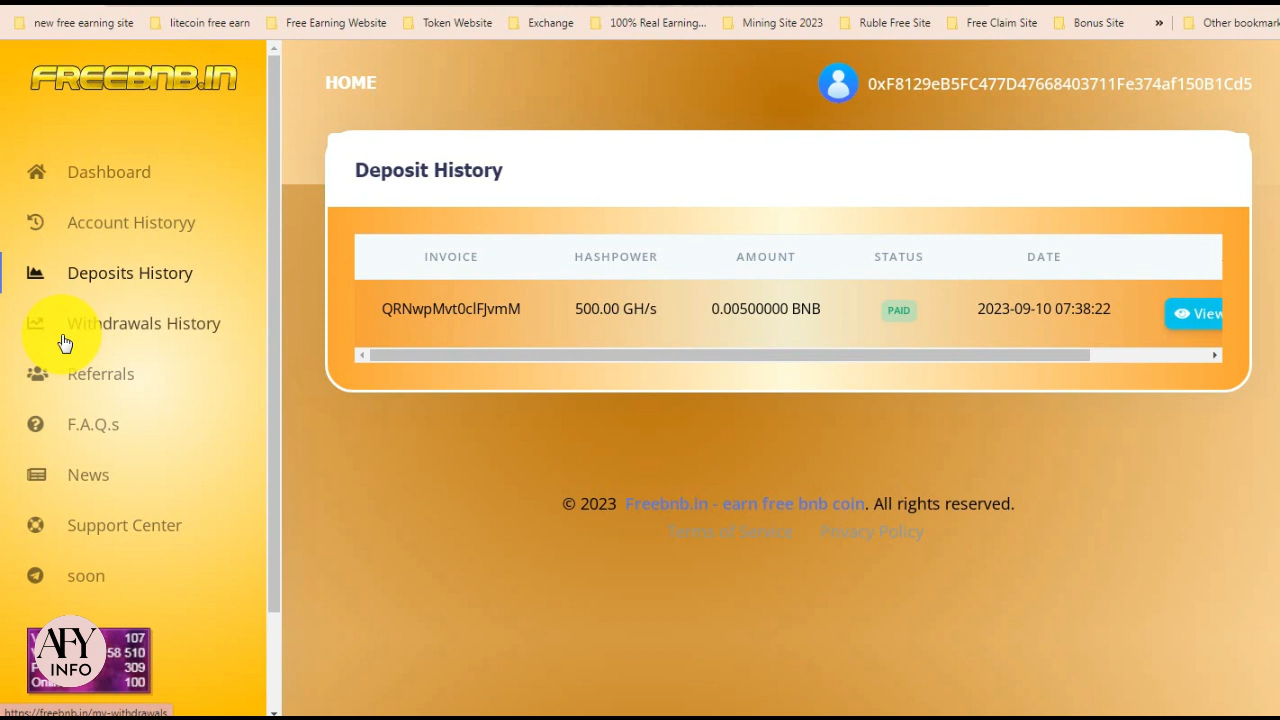 new free earning site litecoin free earn Free Earning Website Token Website Exchange 100% Real Earning... Mining Site 2023 Ruble Free Site Free Claim Site Bonus Site » Other bookmark
FREEBNB.IN
HOME
0xF8129eB5FC477D47668403711Fe374af150B1Cd5
Dashboard
Account Historyy
Deposits History
Withdrawals History
Referrals
F.A.Q.s
News
Support Center
soon
Deposit History
INVOICE HASHPOWER AMOUNT STATUS DATE
500.00 GH/s 0.00500000 BNB PAID 2023-09-10 07:38:22 View
© 2023 Freebnb.in - earn free bnb coin. All rights reserved.
Terms of Service Privacy Policy
107
58 510
309
100
AFY
INFO
https://freebnb.in/my-withdrawals